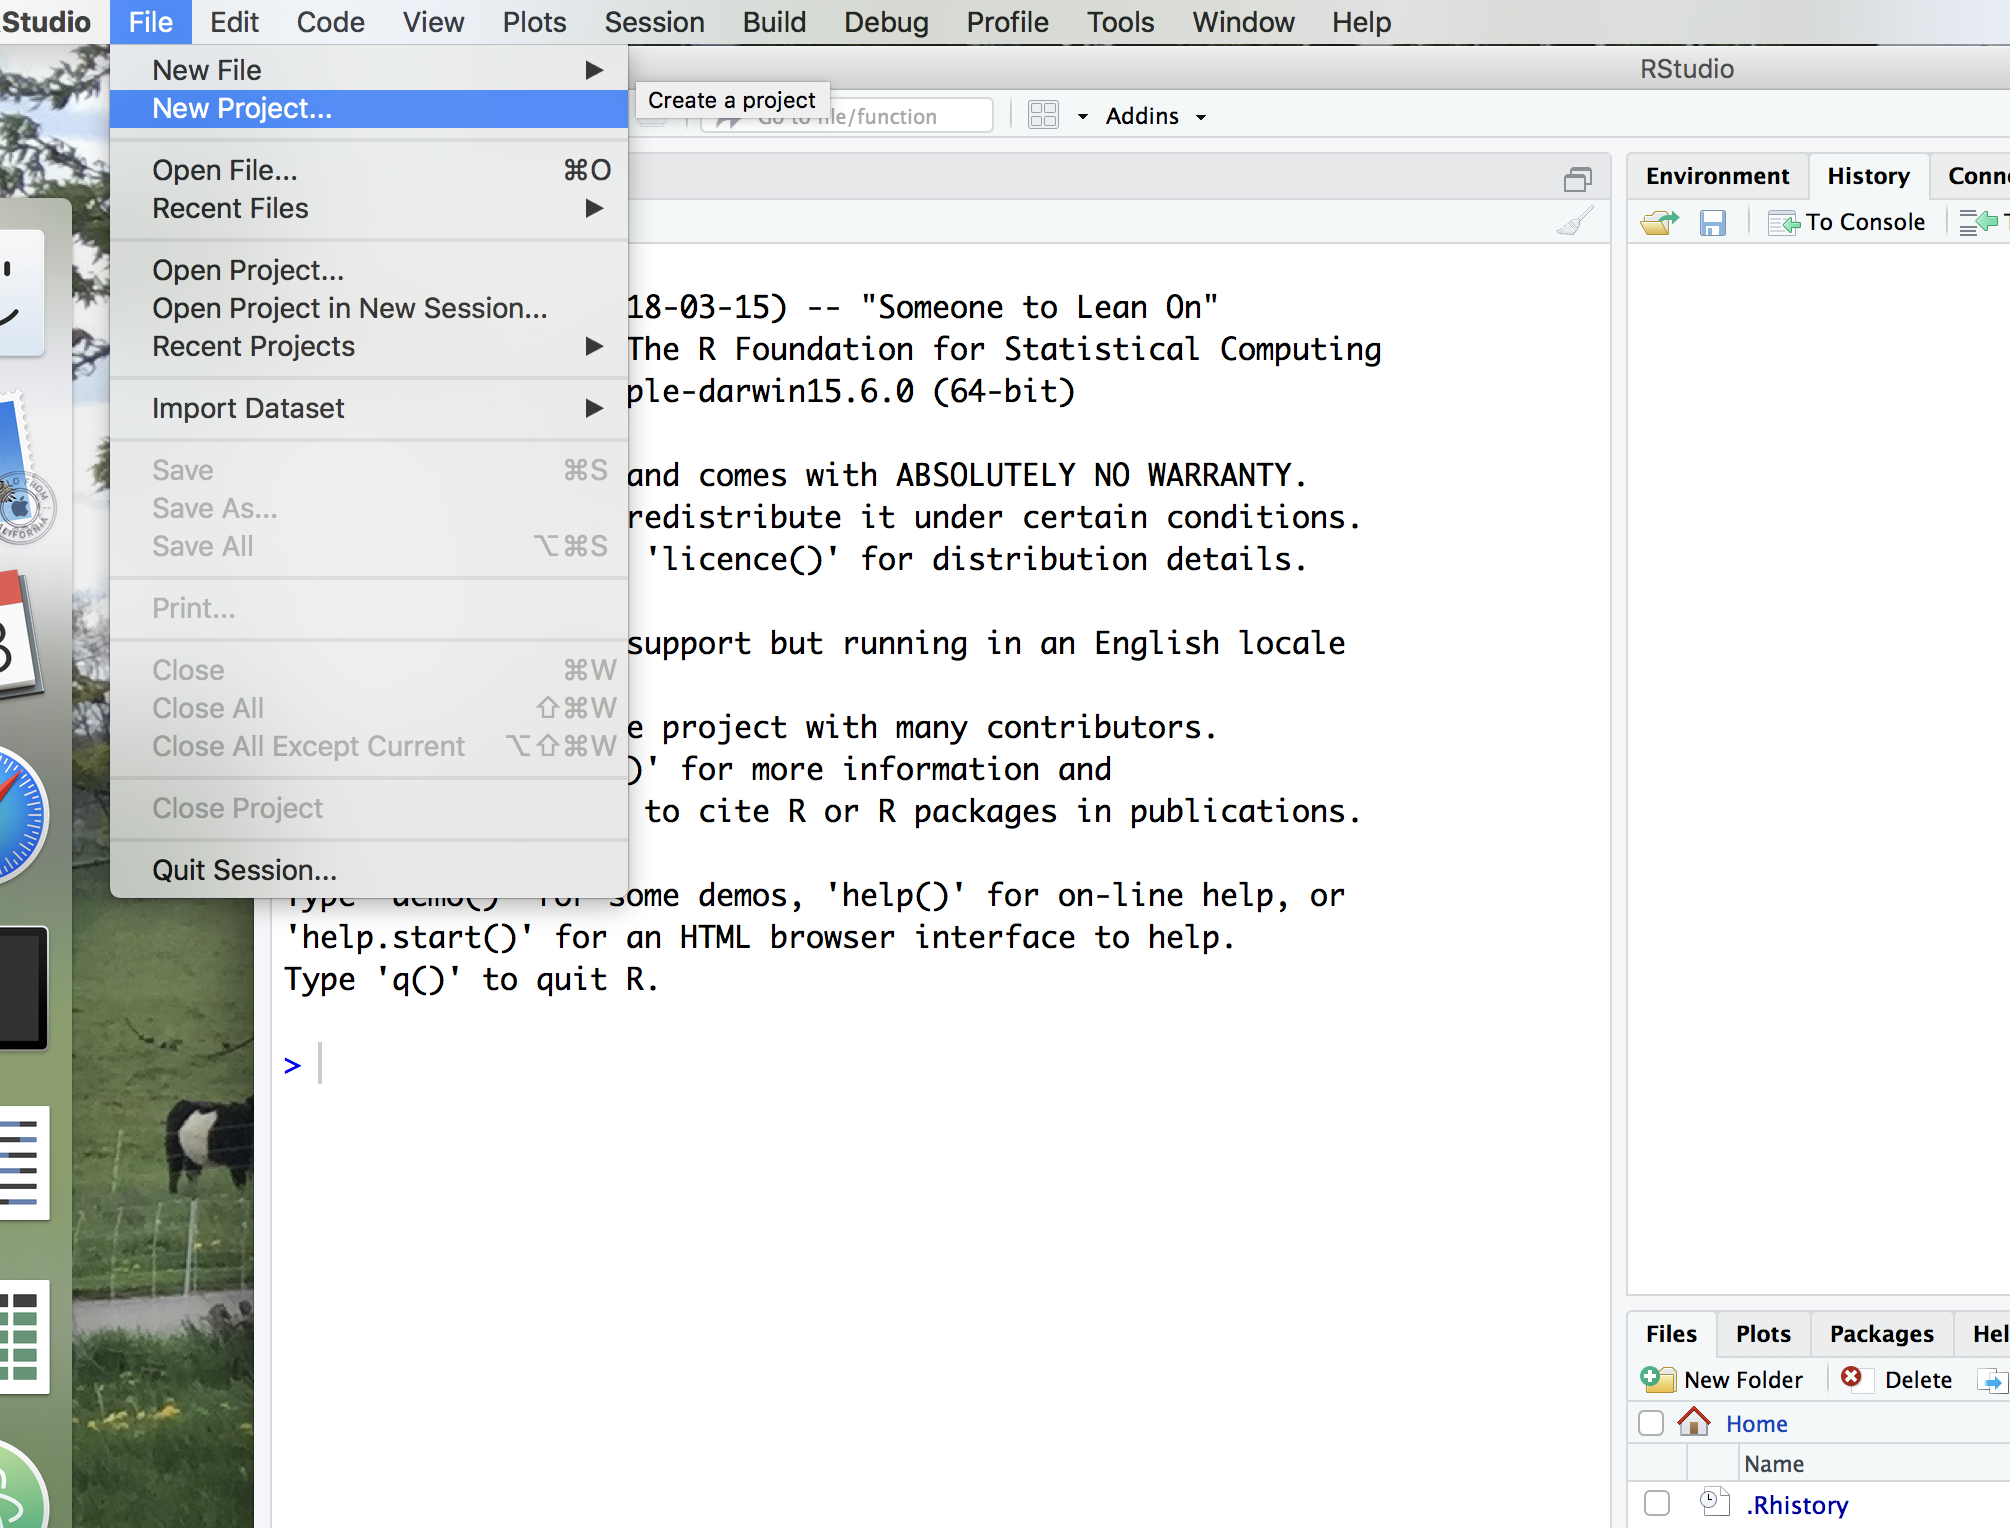 Studio File Edit Code View Plots Session Build Debug Profile Tools Window Help
RStudio
New File
New Project...
Create a project
Open File... ⌘O
Recent Files
Open Project...
Open Project in New Session...
Recent Projects
Import Dataset
Save ⌘S
Save As...
Save All ⌥⌘S
Print...
Close ⌘W
Close All ⇧⌘W
Close All Except Current ⌥⇧⌘W
Close Project
Quit Session...
Go to file/function
Addins
18-03-15) -- "Someone to Lean On"
The R Foundation for Statistical Computing
ple-darwin15.6.0 (64-bit)
and comes with ABSOLUTELY NO WARRANTY.
redistribute it under certain conditions.
'licence()' for distribution details.
support but running in an English locale
e project with many contributors.
)' for more information and
to cite R or R packages in publications.
Type 'demo()' for some demos, 'help()' for on-line help, or
'help.start()' for an HTML browser interface to help.
Type 'q()' to quit R.
>
Environment History Conne
To Console
Files Plots Packages Hel
New Folder Delete
Home
Name
.Rhistory